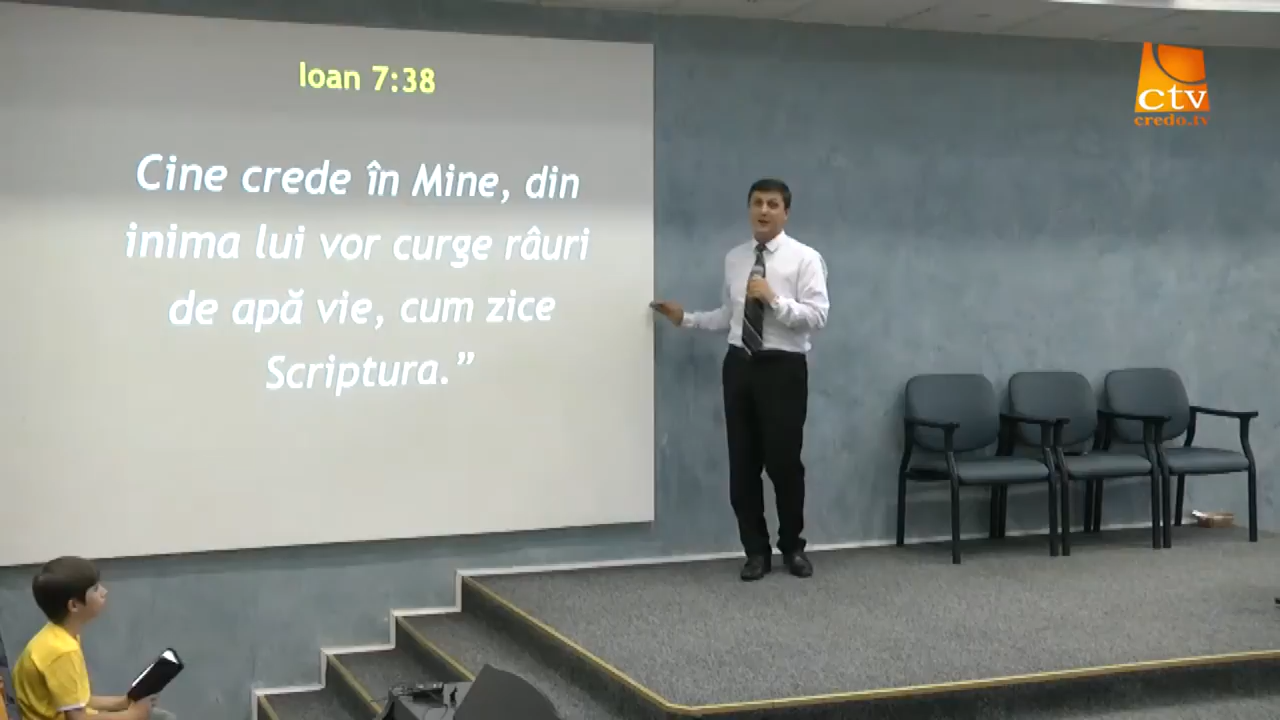 Ioan 7:38
Cine crede în Mine, din
inima lui vor curge râuri
de apă vie, cum zice
Scriptura.”
ctv
credo.tv